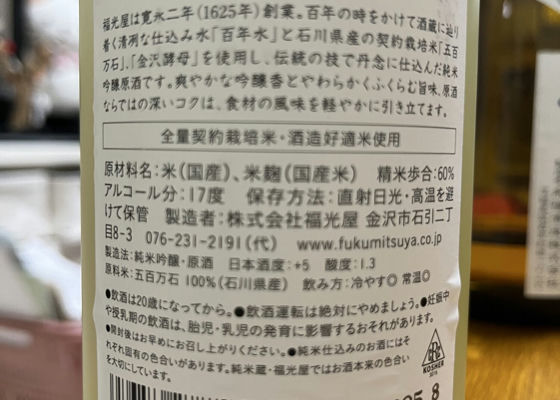 福光屋は寛永二年(1625年)創業。百年の時をかけて酒蔵に辿り
着く清冽な仕込み水「百年水」と石川県産の契約栽培米「五百
万石」、「金沢酵母」を使用し、伝統の技で丹念に仕込んだ純米
吟醸原酒です。爽やかな吟醸香とやわらかくふくらむ旨味、原酒
ならではの深いコクは、食材の風味を軽やかに引き立てます。
全量契約栽培米・酒造好適米使用
原材料名：米(国産)、米麹(国産米) 精米歩合：60%
アルコール分：17度 保存方法：直射日光・高温を避
けて保管 製造者：株式会社福光屋 金沢市石引二丁
目8-3 076-231-2191(代) www.fukumitsuya.co.jp
製造法：純米吟醸・原酒 日本酒度：+5 酸度：1.3
原料米：五百万石 100%(石川県産) 飲み方：冷やす◎ 常温◎
●飲酒は20歳になってから。●飲酒運転は絶対にやめましょう。●妊娠中
や授乳期の飲酒は、胎児・乳児の発育に影響するおそれがあります。
●開封後はお早めにお召し上がりください。●純米仕込みのお酒にはそ
れぞれ固有の色合いがあります。純米蔵・福光屋ではお酒本来の色合い
を大切にしています。
KOSHER